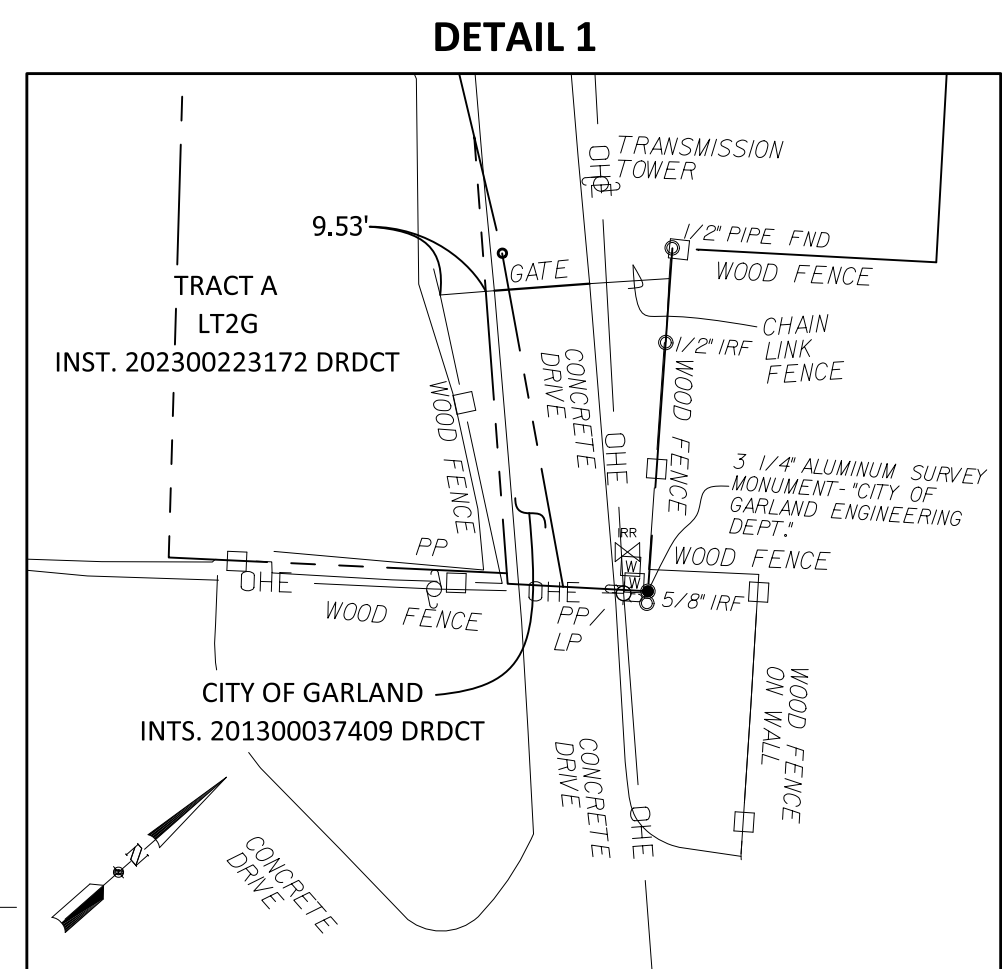 DETAIL 1
OHE
TRANSMISSION
TOWER
9.53'
1/2" PIPE FND
GATE
WOOD FENCE
TRACT A
LT2G
INST. 202300223172 DRDCT
CHAIN
LINK
FENCE
1/2" IRF
CONCRETE
DRIVE
WOOD FENCE
WOOD FENCE
OHE
3 1/4" ALUMINUM SURVEY
MONUMENT-"CITY OF
GARLAND ENGINEERING
DEPT."
IRR
W
W
PP
WOOD FENCE
OHE
OHE
5/8" IRF
WOOD FENCE
PP/
LP
CITY OF GARLAND
INTS. 201300037409 DRDCT
WOOD FENCE
ON WALL
CONCRETE
DRIVE
OHE
N
CONCRETE
DRIVE